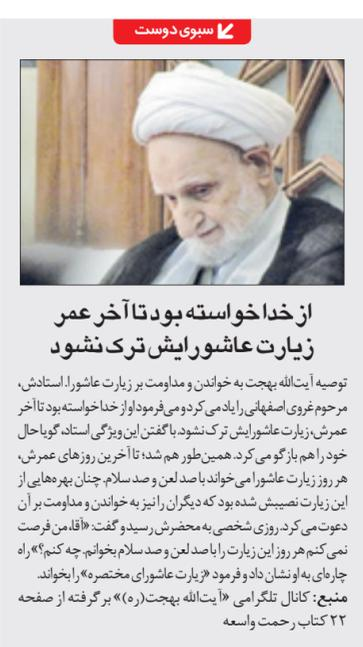 سبوی دوست
از خدا خواسته بود تا آخر عمر
زیارت عاشورایش ترک نشود
توصیه آیت‌الله بهجت به خواندن و مداومت بر زیارت عاشورا. استادش،
مرحوم غروی اصفهانی را یاد می‌کرد و می‌فرمود او از خدا خواسته بود تا آخر
عمرش، زیارت عاشورایش ترک نشود. با گفتن این ویژگی استاد، گویا حال
خود را هم بازگو می‌کرد. همین‌طور هم شد؛ تا آخرین روزهای عمرش،
هر روز زیارت عاشورا می‌خواند با صد لعن و صد سلام. چنان بهره‌هایی از
این زیارت نصیبش شده بود که دیگران را نیز به خواندن و مداومت بر آن
دعوت می‌کرد. روزی شخصی به محضرش رسید و گفت: «آقا، من فرصت
نمی‌کنم هر روز این زیارت را با صد لعن و صد سلام بخوانم. چه کنم؟» راه
چاره‌ای به او نشان داد و فرمود «زیارت عاشورای مختصره» را بخواند.
منبع: کانال تلگرامی «آیت‌الله بهجت(ره)» برگرفته از صفحه
۲۲ کتاب رحمت واسعه